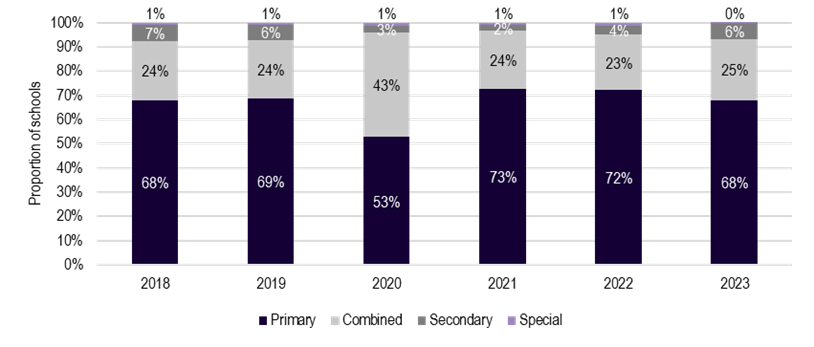 1% 1% 1% 1% 1% 0%
100%
7% 6% 3% 2% 4% 6%
90%
24% 24% 43% 24% 23% 25%
80%
70%
60%
50%
40%
68% 69% 53% 73% 72% 68%
30%
20%
10%
0%
Proportion of schools
2018 2019 2020 2021 2022 2023
Primary Combined Secondary Special